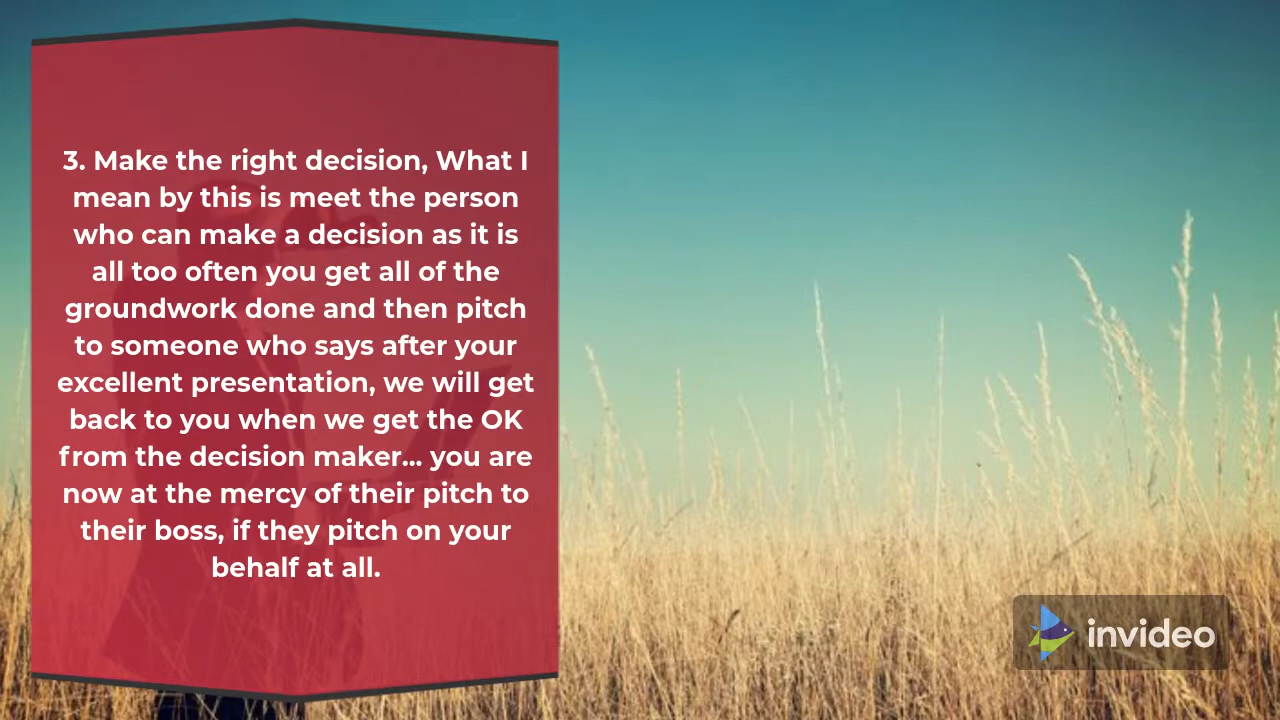 3. Make the right decision, What I
mean by this is meet the person
who can make a decision as it is
all too often you get all of the
groundwork done and then pitch
to someone who says after your
excellent presentation, we will get
back to you when we get the OK
from the decision maker... you are
now at the mercy of their pitch to
their boss, if they pitch on your
behalf at all.
invideo